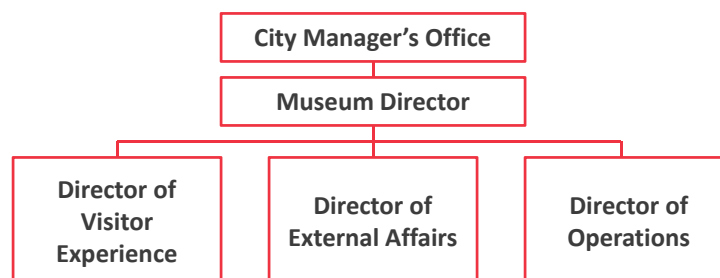 City Manager’s Office
Museum Director
Director of
Visitor
Experience
Director of
External Affairs
Director of
Operations